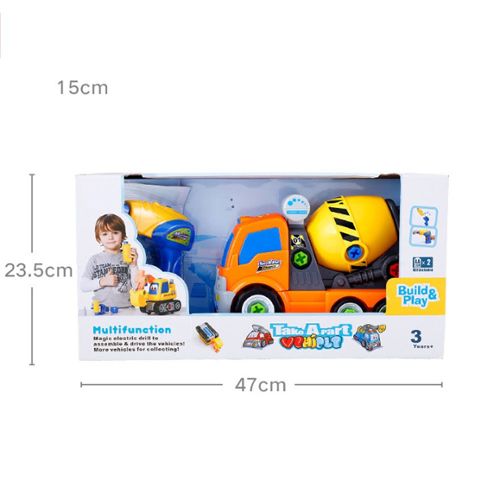 15cm
23.5cm
Build&
Play
Multifunction
Magic electric drill to
assemble & drive the vehicles!
More vehicles for collecting!
Take A part
VEHICLE
3
Years+
47cm